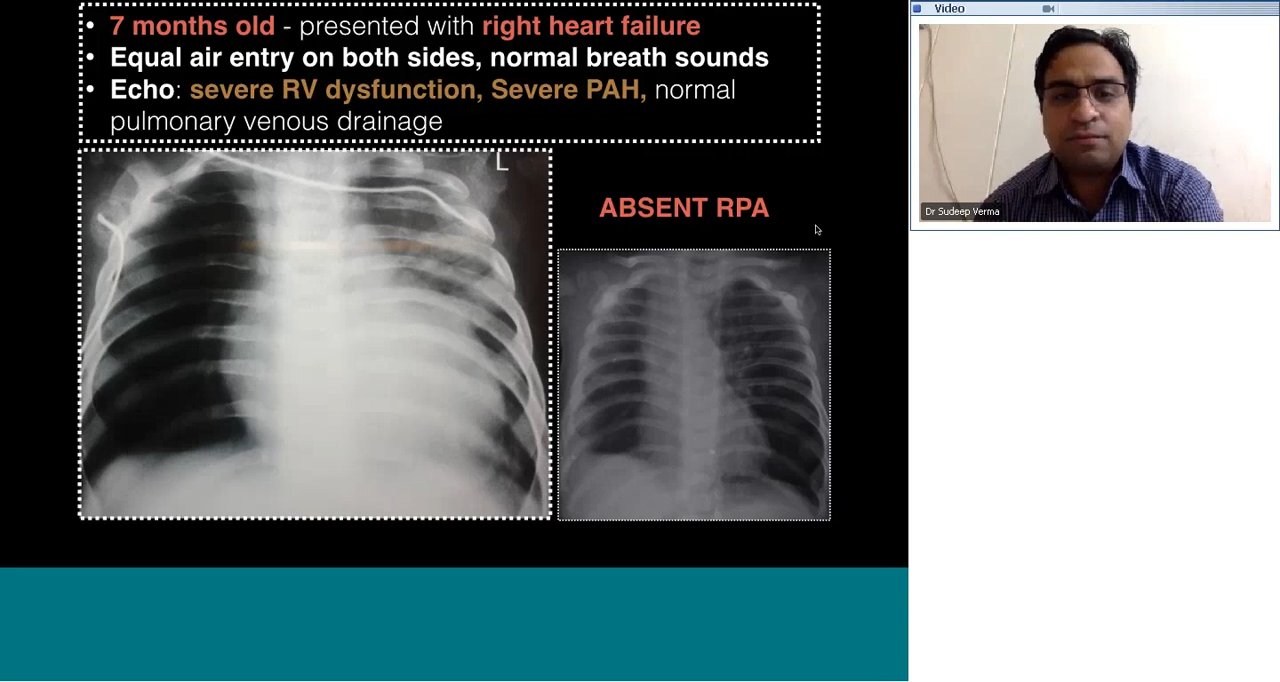 • 7 months old - presented with right heart failure
• Equal air entry on both sides, normal breath sounds
• Echo: severe RV dysfunction, Severe PAH, normal
pulmonary venous drainage
L
ABSENT RPA
Video
Dr Sudeep Verma